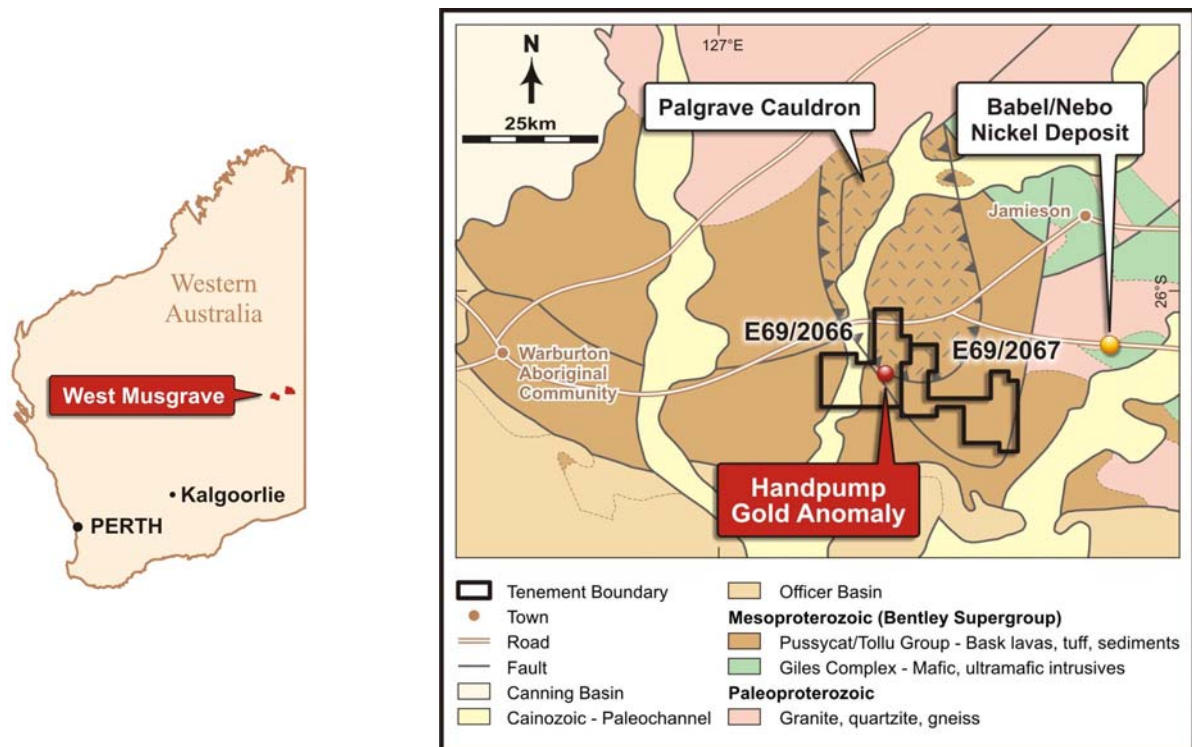 Western
Australia
West Musgrave
Kalgoorlie
PERTH
N
25km
127°E
Palgrave Cauldron
Babel/Nebo
Nickel Deposit
Jamieson
26°S
E69/2066
E69/2067
Warburton
Aboriginal
Community
Handpump
Gold Anomaly
Tenement Boundary
Town
Road
Fault
Canning Basin
Cainozoic - Paleochannel
Officer Basin
Mesoproterozoic (Bentley Supergroup)
Pussycat/Tollu Group - Bask lavas, tuff, sediments
Giles Complex - Mafic, ultramafic intrusives
Paleoproterozoic
Granite, quartzite, gneiss